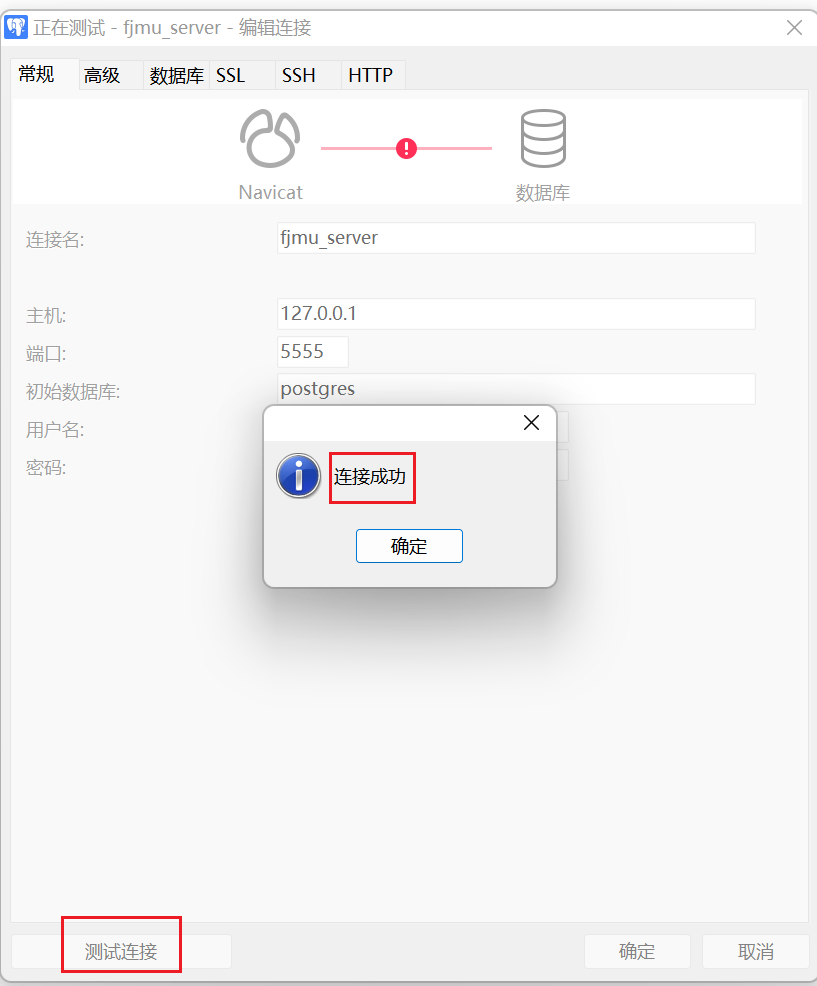 正在测试 - fjmu_server - 编辑连接
常规 高级 数据库 SSL SSH HTTP
Navicat 数据库
连接名: fjmu_server
主机: 127.0.0.1
端口: 5555
初始数据库: postgres
用户名:
密码:
连接成功
确定
测试连接 确定 取消